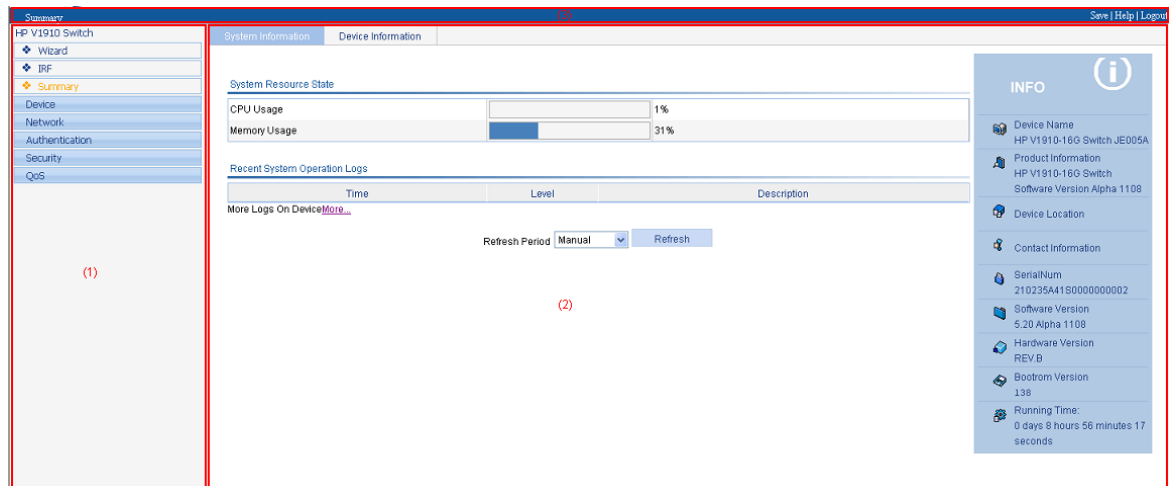 Summary
(3)
Save | Help | Logout
HP V1910 Switch
Wizard
IRF
Summary
Device
Network
Authentication
Security
QoS
(1)
System Information
Device Information
System Resource State
CPU Usage
1%
Memory Usage
31%
Recent System Operation Logs
Time
Level
Description
More Logs On DeviceMore...
Refresh Period
Manual
Refresh
(2)
INFO
Device Name
HP V1910-16G Switch JE005A
Product Information
HP V1910-16G Switch
Software Version Alpha 1108
Device Location
Contact Information
SerialNum
210235A41S0000000002
Software Version
5.20 Alpha 1108
Hardware Version
REV.B
Bootrom Version
138
Running Time:
0 days 8 hours 56 minutes 17
seconds